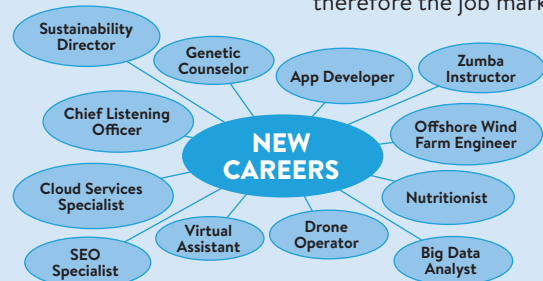 therefore the job mark
Sustainability
Director
Genetic
Counselor
App Developer
Zumba
Instructor
Chief Listening
Officer
NEW
CAREERS
Offshore Wind
Farm Engineer
Cloud Services
Specialist
Nutritionist
SEO
Specialist
Virtual
Assistant
Drone
Operator
Big Data
Analyst